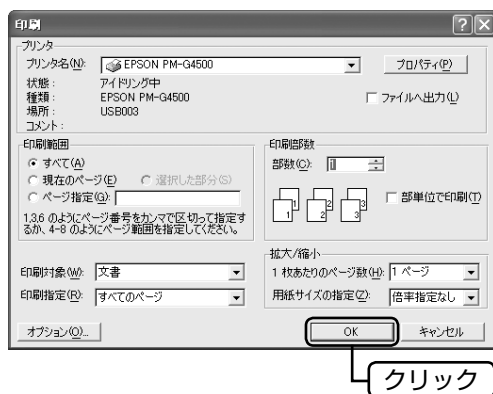 印刷
プリンタ
プリンタ名(N): EPSON PM-G4500 プロパティ(P)
状態: アイドリング中
種類: EPSON PM-G4500 ファイルへ出力(L)
場所: USB003
コメント:
印刷範囲
すべて(A)
現在のページ(E) 選択した部分(S)
ページ指定(G):
1,3,6 のようにページ番号をカンマで区切って指定す
るか、4-8 のようにページ範囲を指定してください。
印刷部数
部数(C): 1
1 1 2 2 3 3 部単位で印刷(T)
印刷対象(W): 文書
印刷指定(R): すべてのページ
拡大/縮小
1 枚あたりのページ数(H): 1 ページ
用紙サイズの指定(Z): 倍率指定なし
オプション(O)... OK キャンセル
クリック